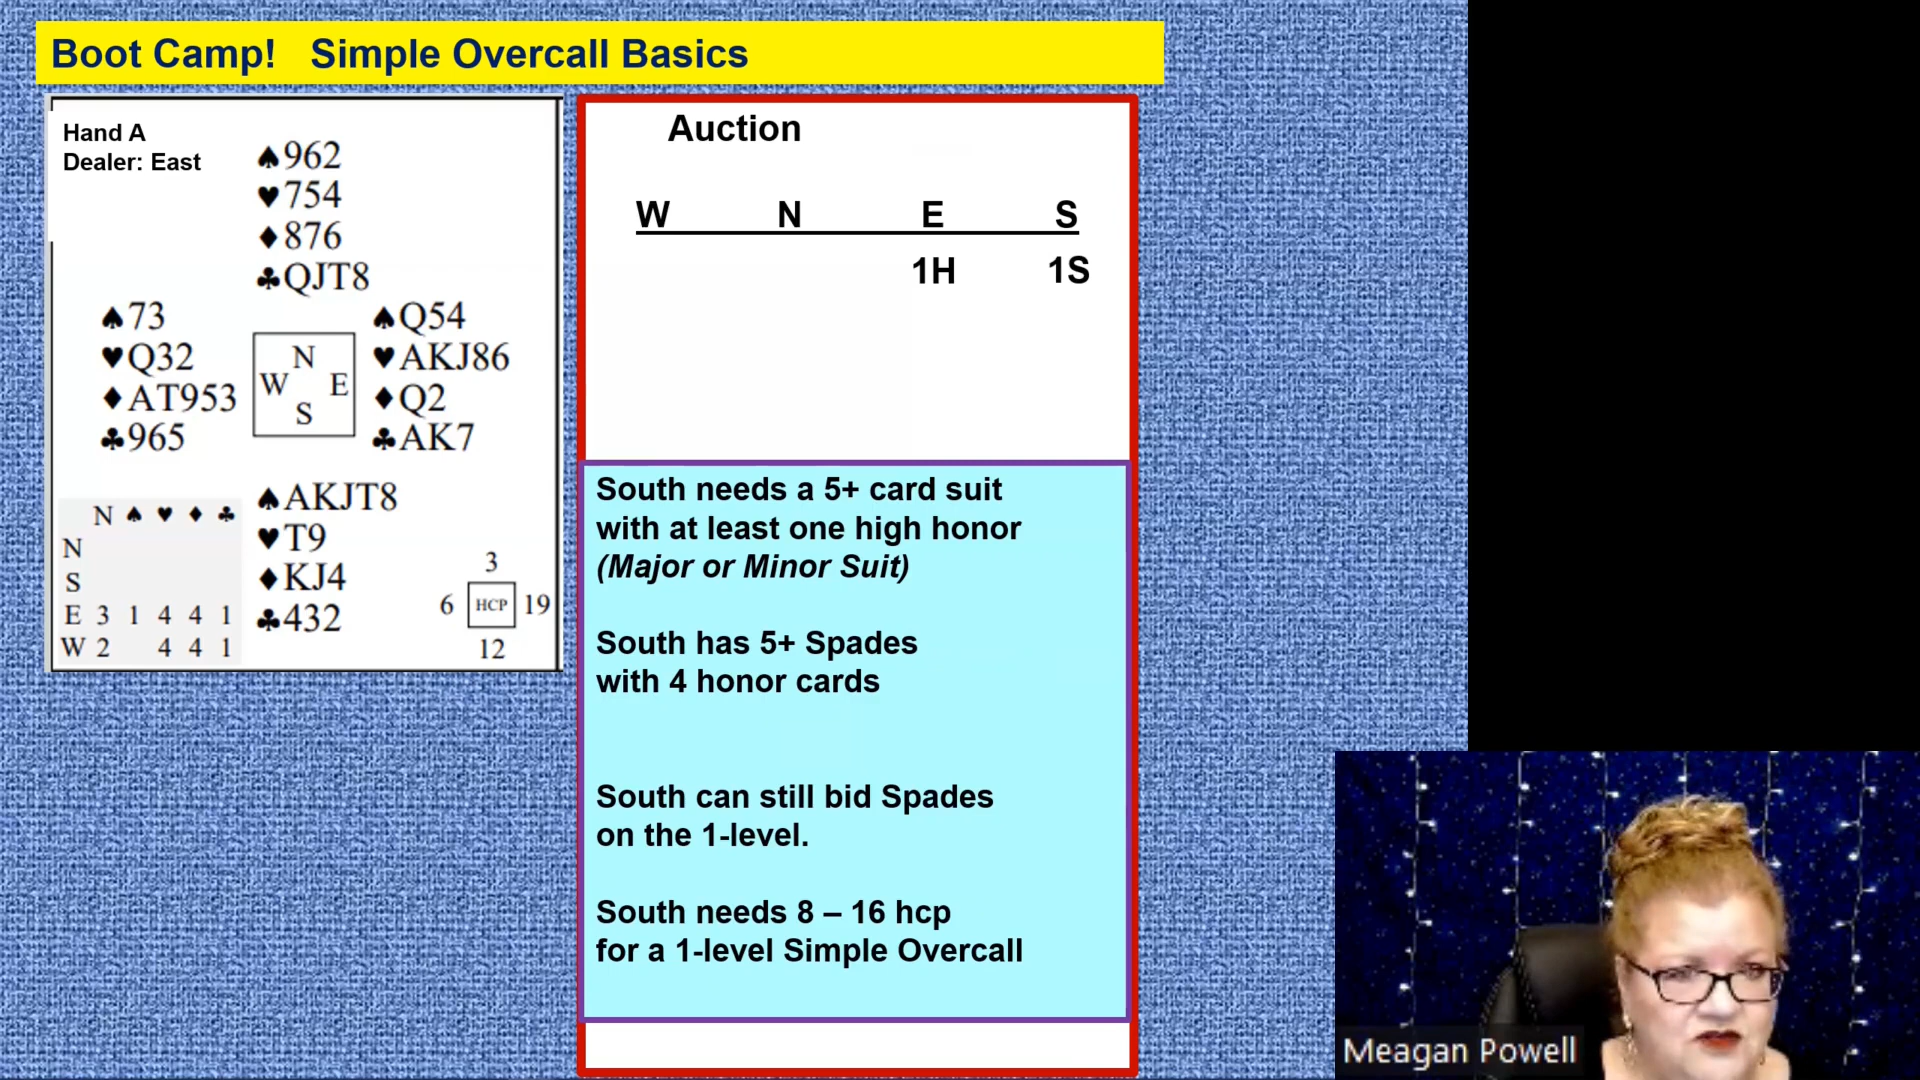 Boot Camp!   Simple Overcall Basics
Hand A
Dealer: East
♠962
♥754
♦876
♣QJT8
♠73
♥Q32
♦AT953
♣965
N
W E
S
♠Q54
♥AKJ86
♦Q2
♣AK7
♠AKJT8
♥T9
♦KJ4
♣432
N ♠ ♥ ♦ ♣
N
S
E 3 1 4 4 1
W 2 4 4 1
3
6 HCP 19
12
Auction
W N E S
1H 1S
South needs a 5+ card suit
with at least one high honor
(Major or Minor Suit)
South has 5+ Spades
with 4 honor cards
South can still bid Spades
on the 1-level.
South needs 8 – 16 hcp
for a 1-level Simple Overcall
Meagan Powell